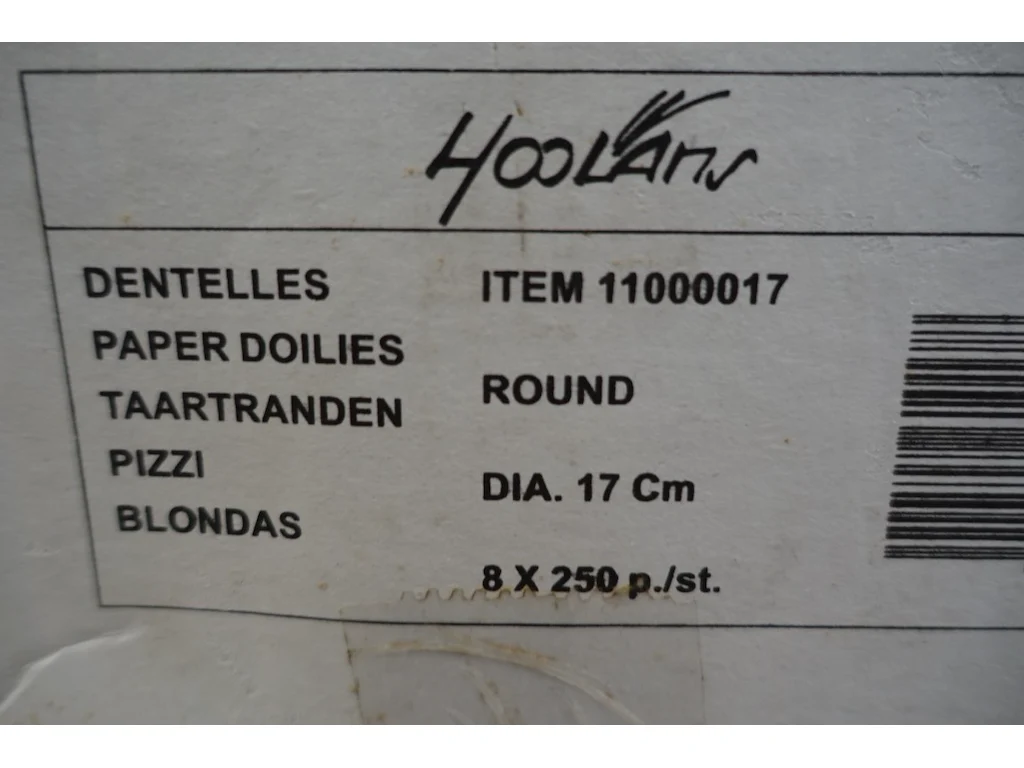 HOOLANS
DENTELLES
PAPER DOILIES
TAARTRANDEN
PIZZI
BLONDAS
ITEM 11000017
ROUND
DIA. 17 Cm
8 X 250 p./st.